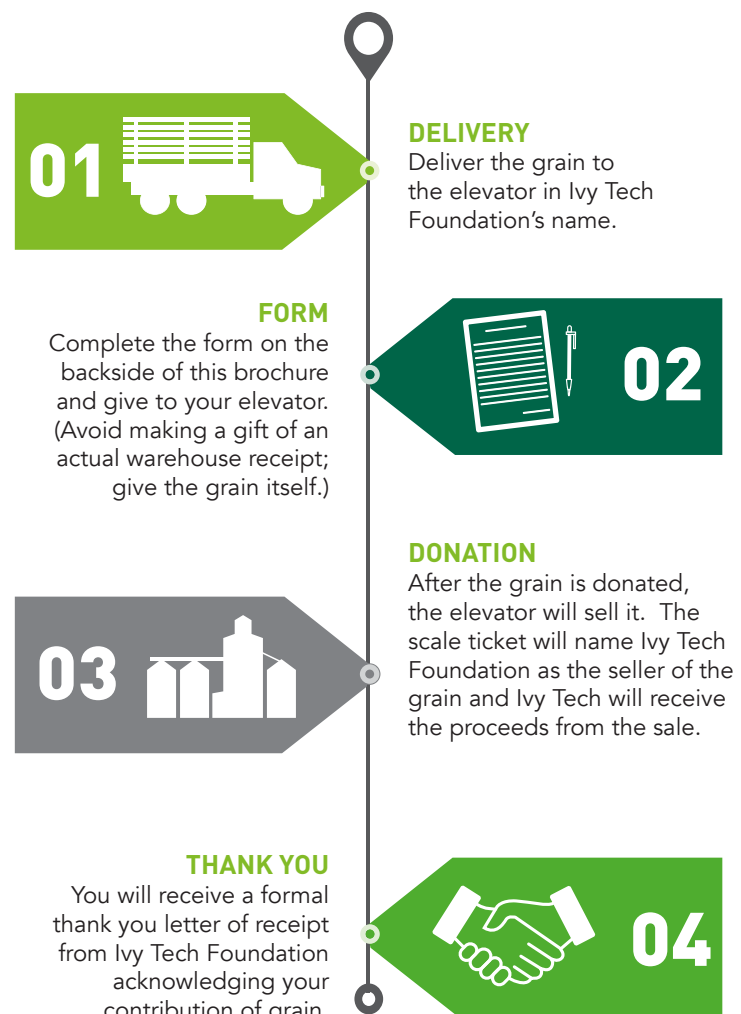 01
DELIVERY
Deliver the grain to
the elevator in Ivy Tech
Foundation's name.
FORM
Complete the form on the
backside of this brochure
and give to your elevator.
(Avoid making a gift of an
actual warehouse receipt;
give the grain itself.)
02
DONATION
After the grain is donated,
the elevator will sell it.  The
scale ticket will name Ivy Tech
Foundation as the seller of the
grain and Ivy Tech will receive
the proceeds from the sale.
03
THANK YOU
You will receive a formal
thank you letter of receipt
from Ivy Tech Foundation
acknowledging your
contribution of grain.
04